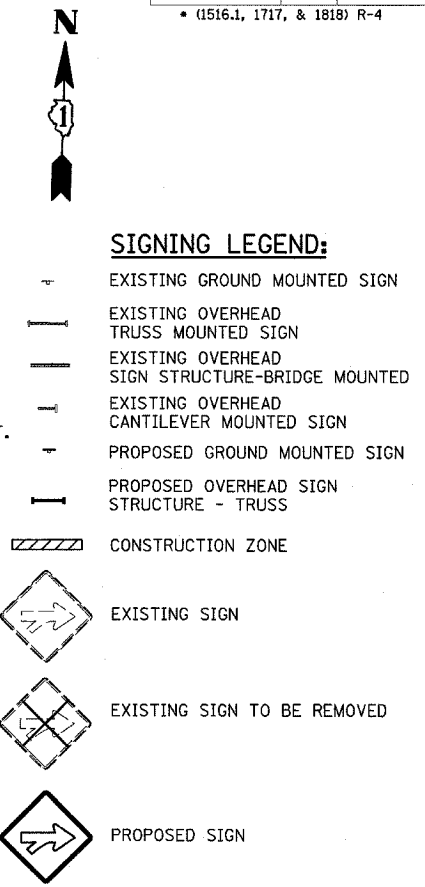 * (1516.1, 1717, & 1818) R-4
N
1
SIGNING LEGEND:
EXISTING GROUND MOUNTED SIGN
EXISTING OVERHEAD
TRUSS MOUNTED SIGN
EXISTING OVERHEAD
SIGN STRUCTURE-BRIDGE MOUNTED
EXISTING OVERHEAD
CANTILEVER MOUNTED SIGN
PROPOSED GROUND MOUNTED SIGN
PROPOSED OVERHEAD SIGN
STRUCTURE - TRUSS
CONSTRUCTION ZONE
EXISTING SIGN
EXISTING SIGN TO BE REMOVED
PROPOSED SIGN